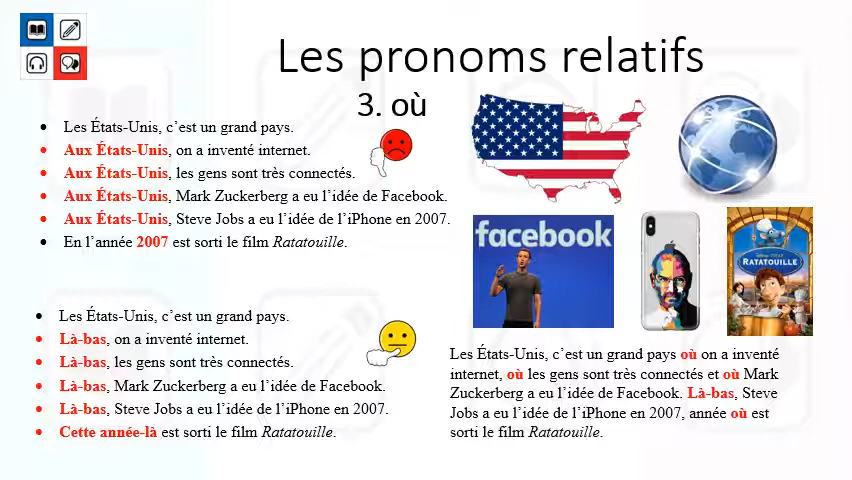 Les pronoms relatifs
3. où
• Les États-Unis, c’est un grand pays.
• Aux États-Unis, on a inventé internet.
• Aux États-Unis, les gens sont très connectés.
• Aux États-Unis, Mark Zuckerberg a eu l’idée de Facebook.
• Aux États-Unis, Steve Jobs a eu l’idée de l’iPhone en 2007.
• En l’année 2007 est sorti le film Ratatouille.
facebook
RATATOUILLE
• Les États-Unis, c’est un grand pays.
• Là-bas, on a inventé internet.
• Là-bas, les gens sont très connectés.
• Là-bas, Mark Zuckerberg a eu l’idée de Facebook.
• Là-bas, Steve Jobs a eu l’idée de l’iPhone en 2007.
• Cette année-là est sorti le film Ratatouille.
Les États-Unis, c’est un grand pays où on a inventé
internet, où les gens sont très connectés et où Mark
Zuckerberg a eu l’idée de Facebook. Là-bas, Steve
Jobs a eu l’idée de l’iPhone en 2007, année où est
sorti le film Ratatouille.